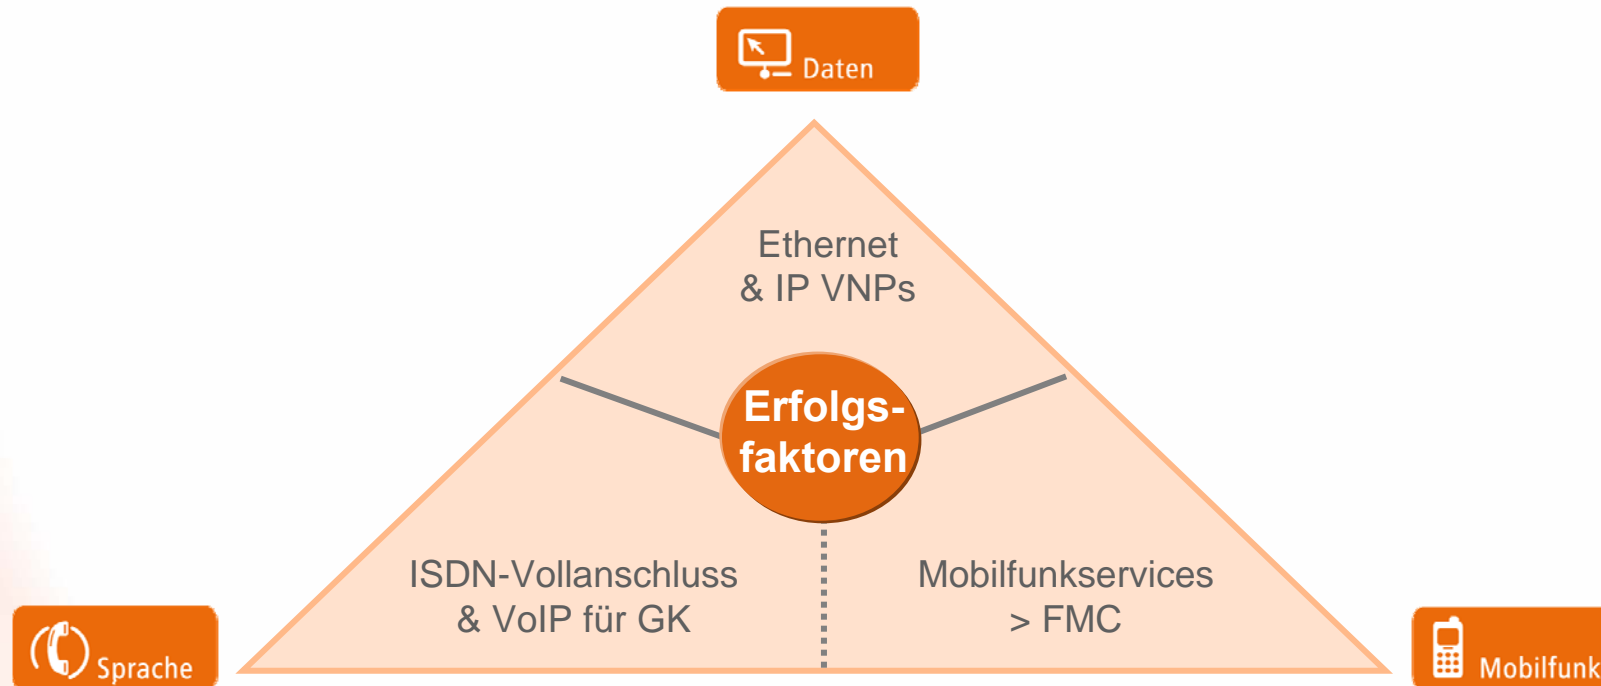 Daten
Ethernet
& IP VNPs
Erfolgs-
faktoren
ISDN-Vollanschluss
& VoIP für GK
Mobilfunkservices
> FMC
Sprache
Mobilfunk